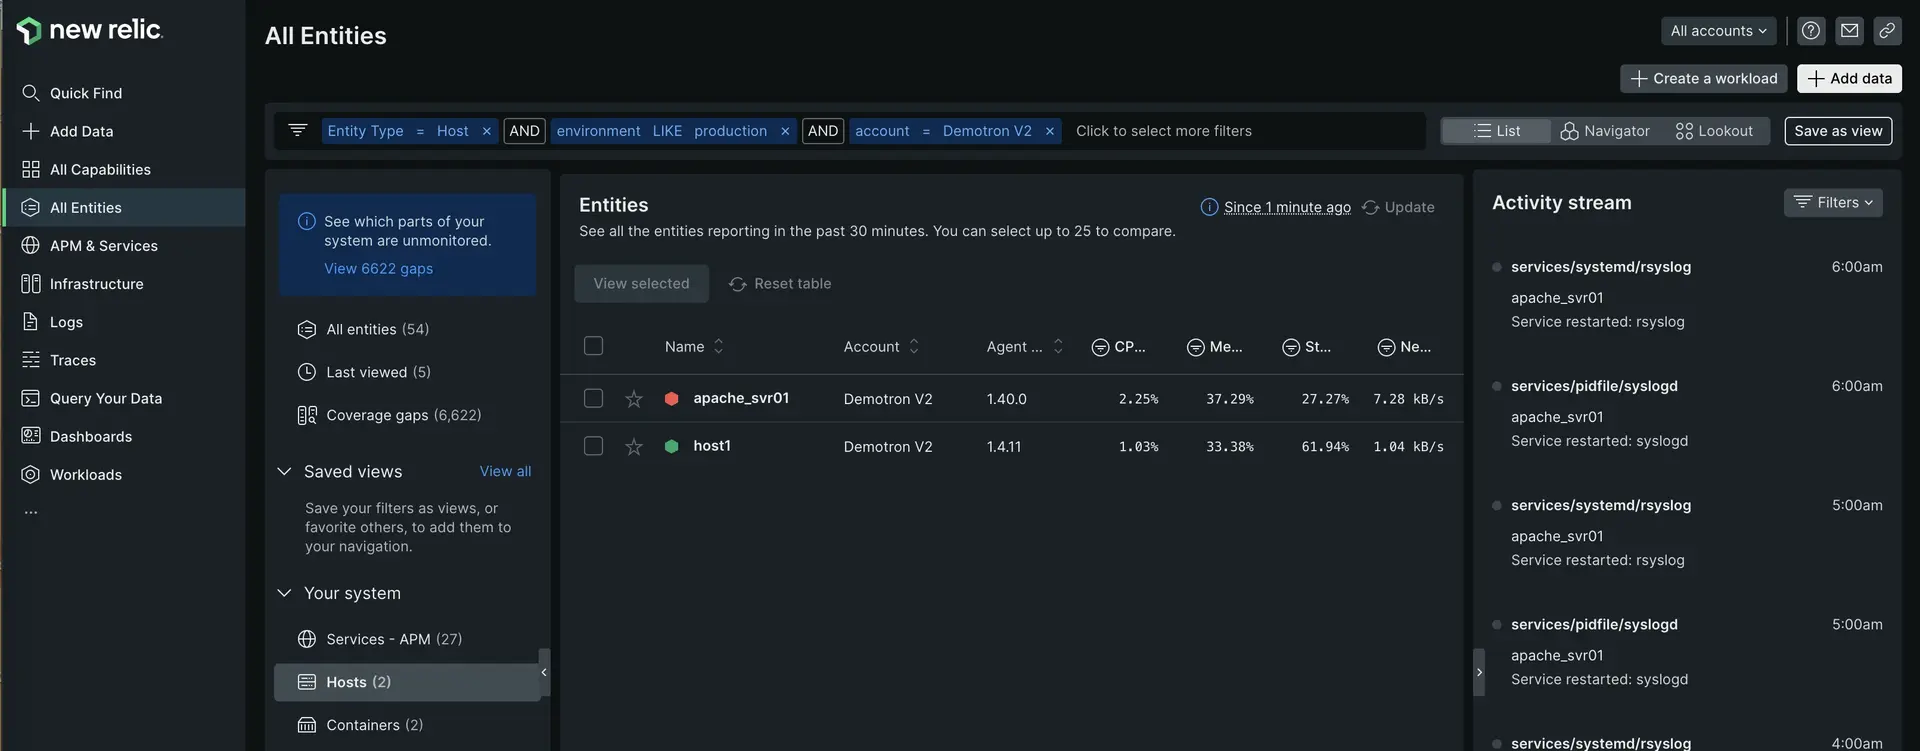 new relic.
Quick Find
Add Data
All Capabilities
All Entities
APM & Services
Infrastructure
Logs
Traces
Query Your Data
Dashboards
Workloads
...
All Entities
All accounts
Create a workload
Add data
Entity Type = Host × AND environment LIKE production × AND account = Demotron V2 × Click to select more filters
List
Navigator
Lookout
Save as view
See which parts of your
system are unmonitored.
View 6622 gaps
All entities (54)
Last viewed (5)
Coverage gaps (6,622)
Saved views View all
Save your filters as views, or
favorite others, to add them to
your navigation.
Your system
Services - APM (27)
Hosts (2)
Containers (2)
Entities
Since 1 minute ago
Update
See all the entities reporting in the past 30 minutes. You can select up to 25 to compare.
View selected
Reset table
Name Account Agent ... CP... Me... St... Ne...
apache_svr01 Demotron V2 1.40.0 2.25% 37.29% 27.27% 7.28 kB/s
host1 Demotron V2 1.4.11 1.03% 33.38% 61.94% 1.04 kB/s
Activity stream
Filters
services/systemd/rsyslog 6:00am
apache_svr01
Service restarted: rsyslog
services/pidfile/syslogd 6:00am
apache_svr01
Service restarted: syslogd
services/systemd/rsyslog 5:00am
apache_svr01
Service restarted: rsyslog
services/pidfile/syslogd 5:00am
apache_svr01
Service restarted: syslogd
services/systemd/rsyslog 4:00am